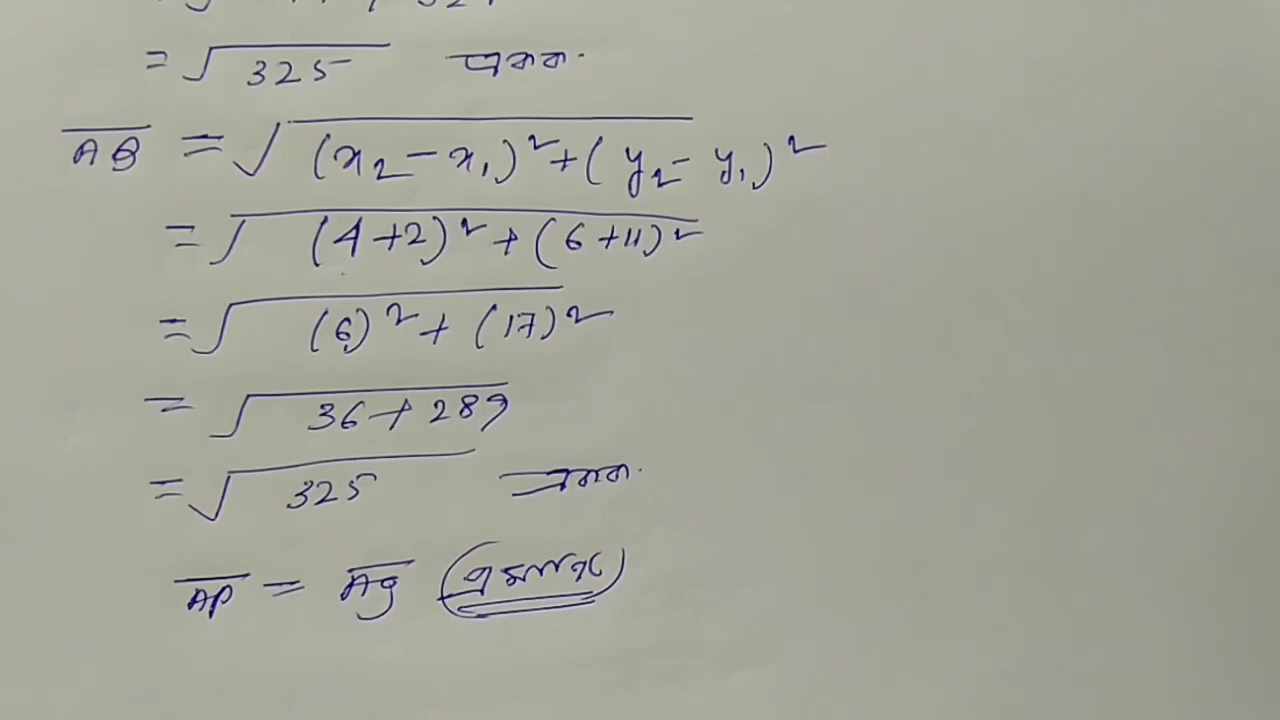 = √325 একক.
AB = √(x₂ - x₁)² + (y₂ - y₁)²
= √(4+2)² + (6+11)²
= √(6)² + (17)²
= √36 + 289
= √325 একক.
AP = AQ (প্রমাণিত)